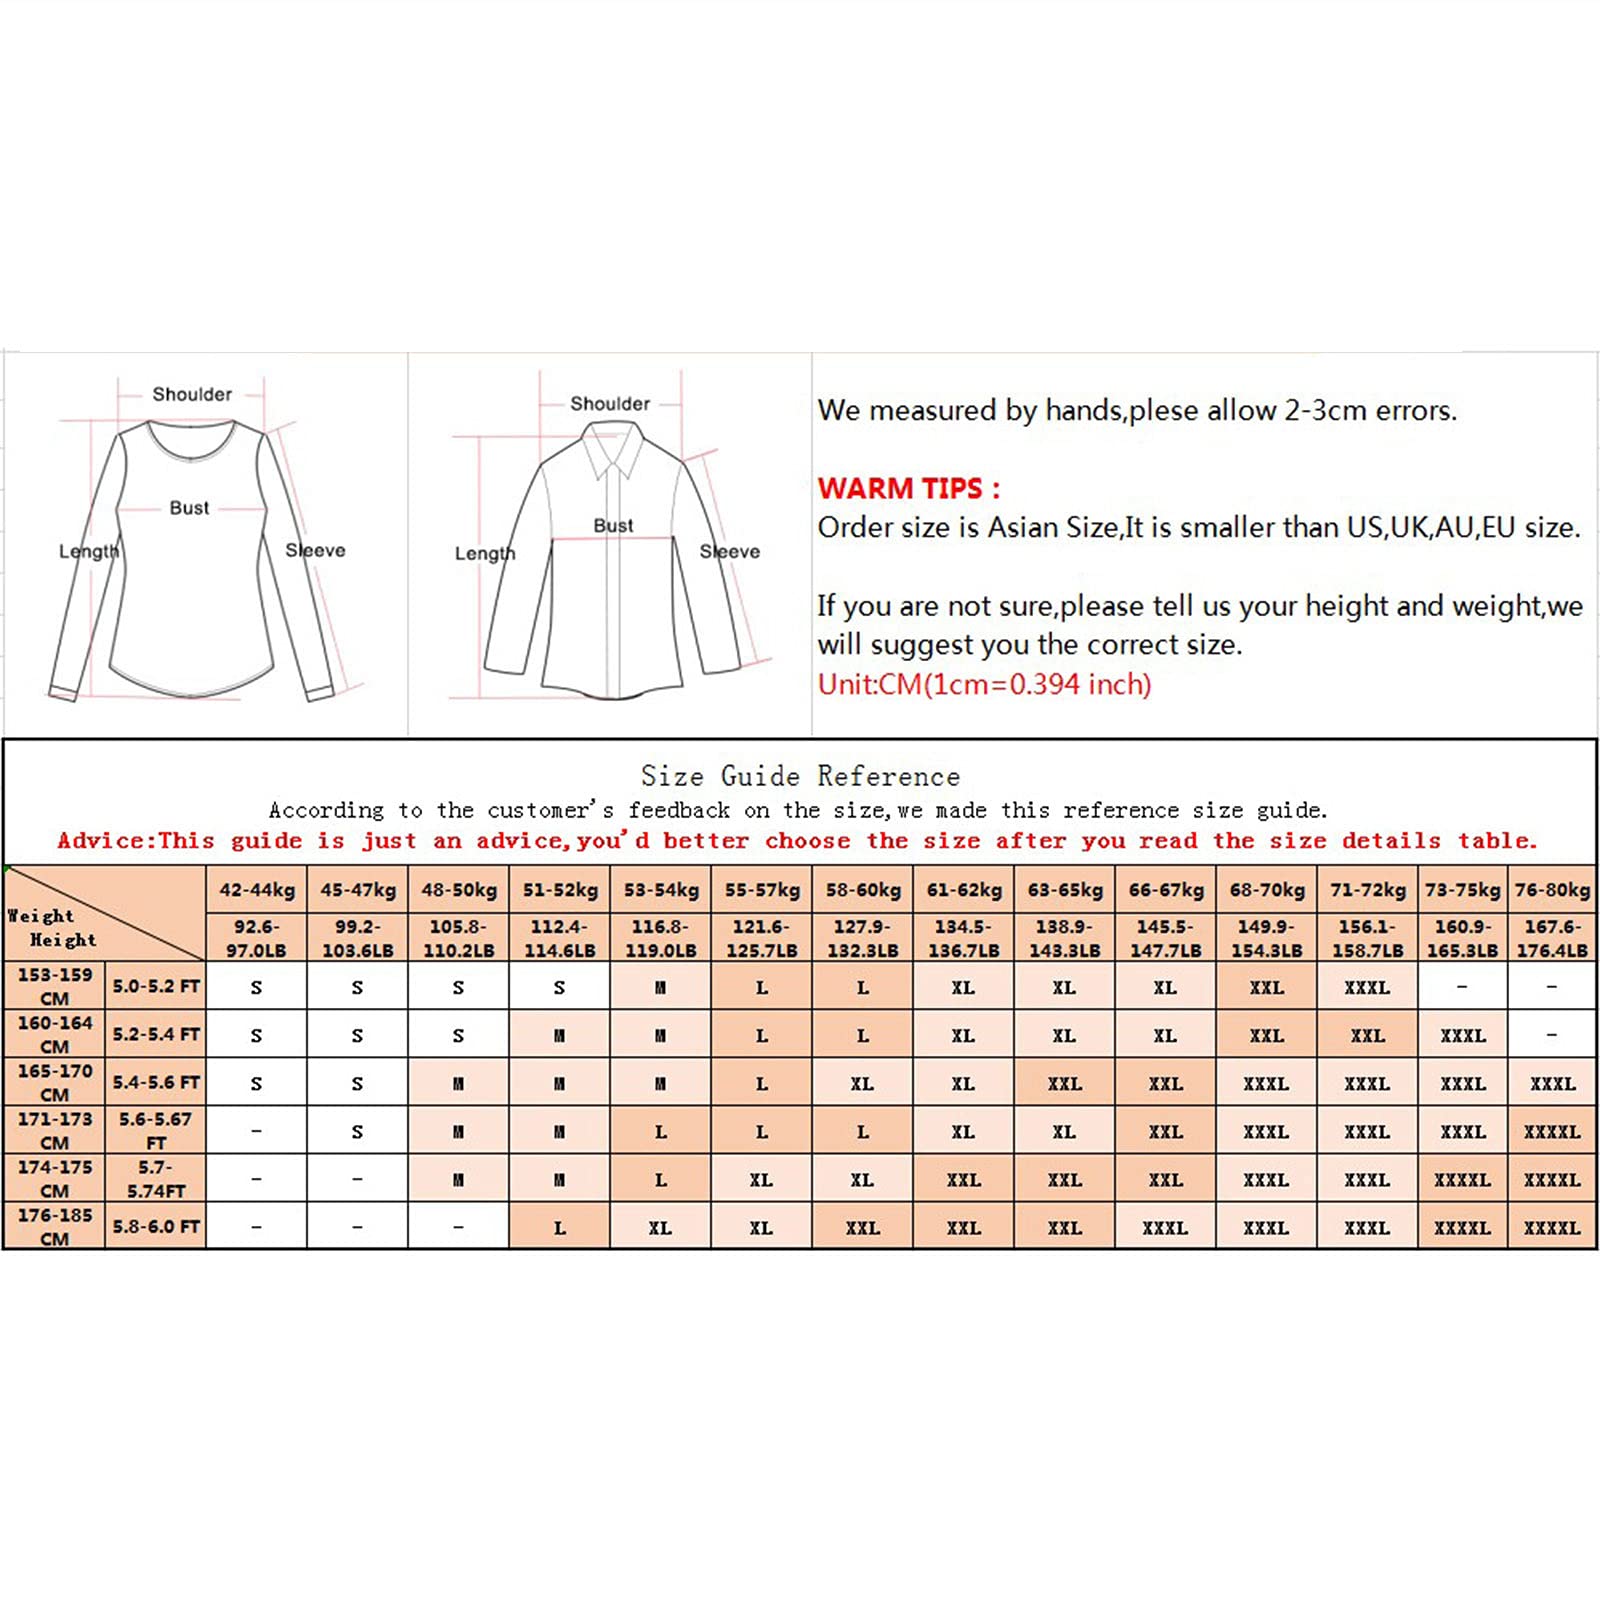 Shoulder
Bust
Length
Sleeve
Shoulder
Bust
Length
Sleeve
We measured by hands,plese allow 2-3cm errors.
WARM TIPS :
Order size is Asian Size,It is smaller than US,UK,AU,EU size.
If you are not sure,please tell us your height and weight,we
will suggest you the correct size.
Unit:CM(1cm=0.394 inch)
Size Guide Reference
According to the customer's feedback on the size,we made this reference size guide.
Advice:This guide is just an advice,you'd better choose the size after you read the size details table.
Weight
Height
42-44kg 45-47kg 48-50kg 51-52kg 53-54kg 55-57kg 58-60kg 61-62kg 63-65kg 66-67kg 68-70kg 71-72kg 73-75kg 76-80kg
92.6- 99.2- 105.8- 112.4- 116.8- 121.6- 127.9- 134.5- 138.9- 145.5- 149.9- 156.1- 160.9- 167.6-
97.0LB 103.6LB 110.2LB 114.6LB 119.0LB 125.7LB 132.3LB 136.7LB 143.3LB 147.7LB 154.3LB 158.7LB 165.3LB 176.4LB
153-159
CM 5.0-5.2 FT S S S S M L L XL XL XL XXL XXXL - -
160-164
CM 5.2-5.4 FT S S S M M L L XL XL XL XXL XXL XXXL -
165-170
CM 5.4-5.6 FT S S M M M L XL XL XXL XXL XXXL XXXL XXXL XXXL
171-173 5.6-5.67
CM FT - S M M L L L XL XL XXL XXXL XXXL XXXL XXXXL
174-175 5.7-
CM 5.74FT - - M M L XL XL XXL XXL XXL XXXL XXXL XXXXL XXXXL
176-185
CM 5.8-6.0 FT - - - L XL XL XXL XXL XXL XXXL XXXL XXXL XXXXL XXXXL